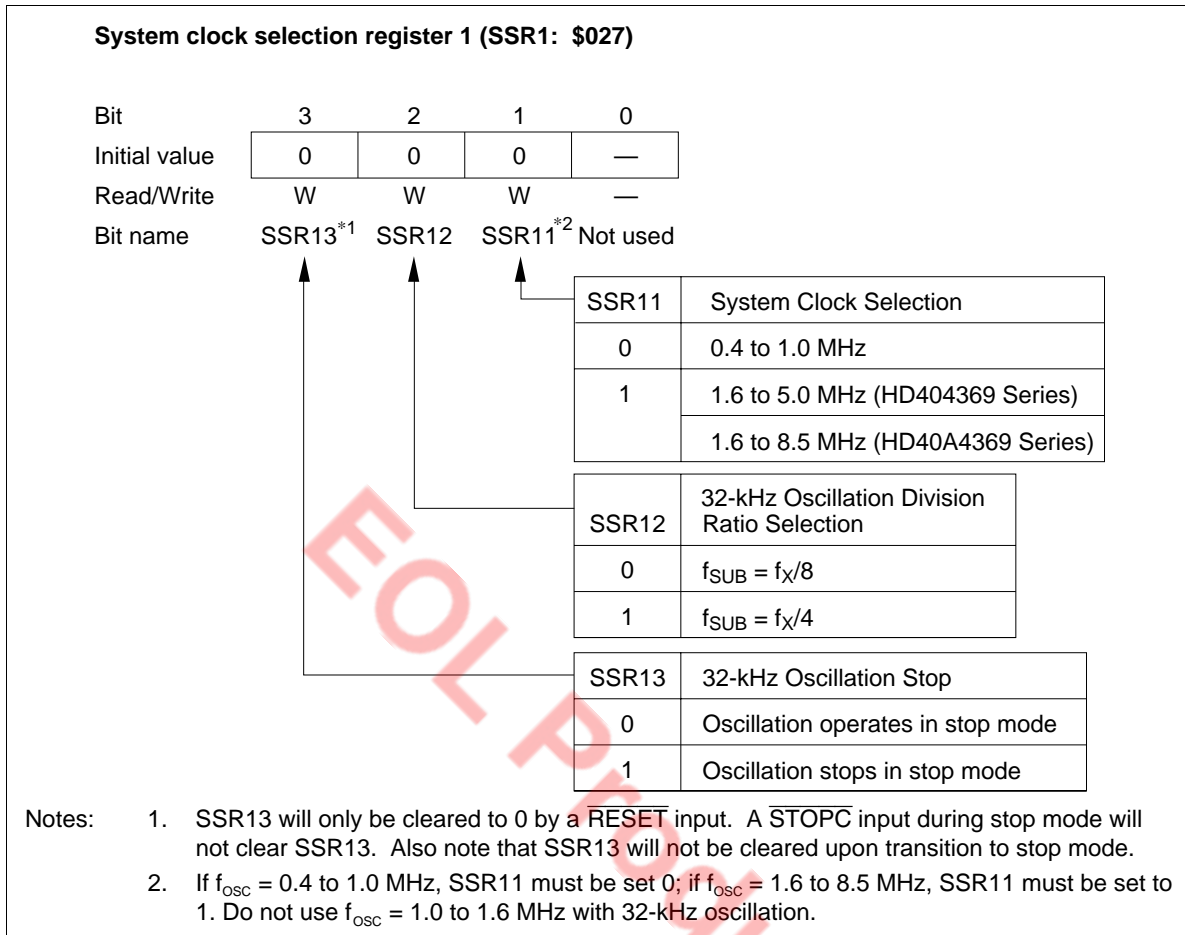 System clock selection register 1 (SSR1: $027)
Bit 3 2 1 0
Initial value 0 0 0 —
Read/Write W W W —
Bit name SSR13*1 SSR12 SSR11*2 Not used
SSR11 System Clock Selection
0 0.4 to 1.0 MHz
1 1.6 to 5.0 MHz (HD404369 Series)
1.6 to 8.5 MHz (HD40A4369 Series)
32-kHz Oscillation Division
SSR12 Ratio Selection
0 fSUB = fX/8
1 fSUB = fX/4
SSR13 32-kHz Oscillation Stop
0 Oscillation operates in stop mode
1 Oscillation stops in stop mode
Notes: 1. SSR13 will only be cleared to 0 by a RESET input. A STOPC input during stop mode will
not clear SSR13. Also note that SSR13 will not be cleared upon transition to stop mode.
2. If fOSC = 0.4 to 1.0 MHz, SSR11 must be set 0; if fOSC = 1.6 to 8.5 MHz, SSR11 must be set to
1. Do not use fOSC = 1.0 to 1.6 MHz with 32-kHz oscillation.
EOL Prod